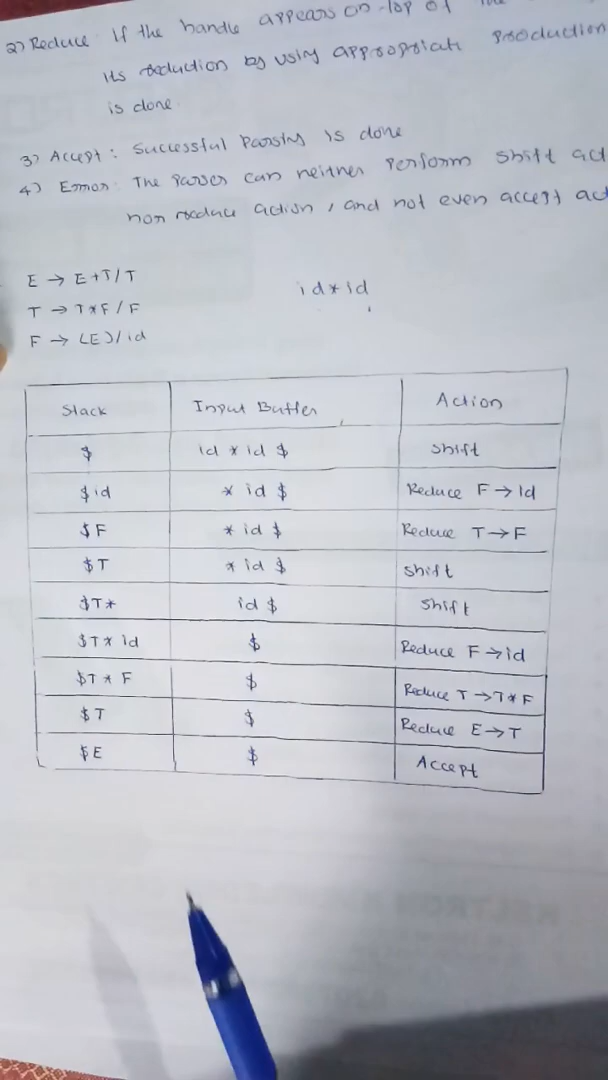 2) Reduce: If the handle appears on top of
its reduction by using appropriate production
is done.
3) Accept: Successful Parsing is done
4) Error: The Parser can neither perform shift act
nor reduce action, and not even accept act
E → E+T/T
T → T*F/F
F → (E)/id
id*id
Stack Input Buffer Action
$ id * id $ Shift
$id * id $ Reduce F→id
$F * id $ Reduce T→F
$T * id $ Shift
$T* id $ Shift
$T* id $ Reduce F→id
$T * F $ Reduce T→T*F
$T $ Reduce E→T
$E $ Accept